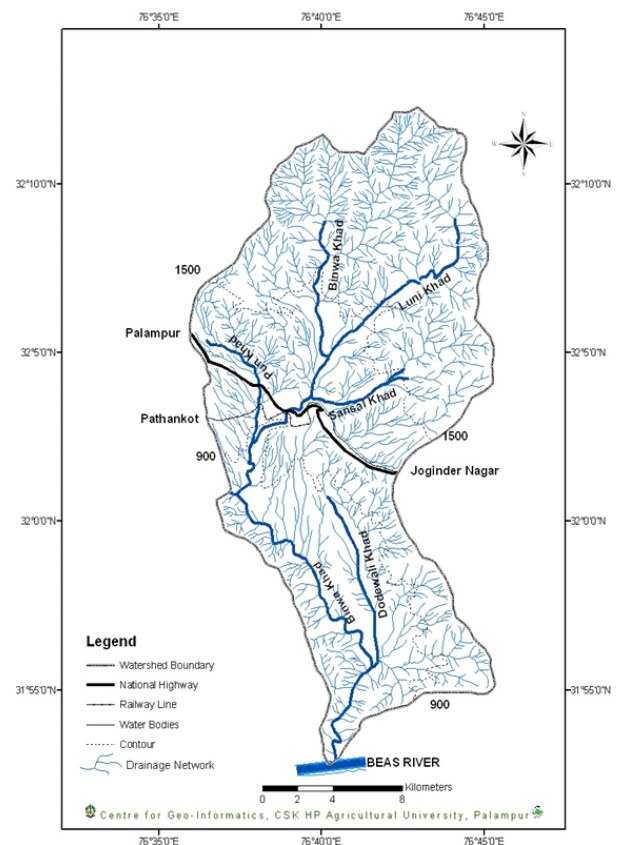 76°35'0"E 76°40'0"E 76°45'0"E
N
W E
S
32°10'0"N 32°10'0"N
Binwa Khad
1500
Luni Khad
Palampur
Pun Khad
32°5'0"N 32°5'0"N
Sansal Khad
Pathankot
1500
900
Joginder Nagar
32°0'0"N 32°0'0"N
Dodowali Khad
Binwa Khad
Legend
Watershed Boundary
National Highway
Railway Line
Water Bodies
Contour
Drainage Network
31°55'0"N 31°55'0"N
900
BEAS RIVER
Kilometers
0 2 4 8
Centre for Geo-Informatics, CSK HP Agricultural University, Palampur
76°35'0"E 76°40'0"E 76°45'0"E